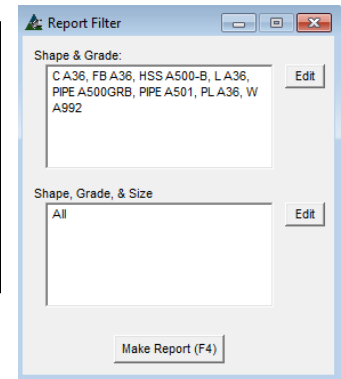 Report Filter
Shape & Grade:
C A36, FB A36, HSS A500-B, L A36,
PIPE A500GRB, PIPE A501, PL A36, W
A992
Edit
Shape, Grade, & Size
All
Edit
Make Report (F4)